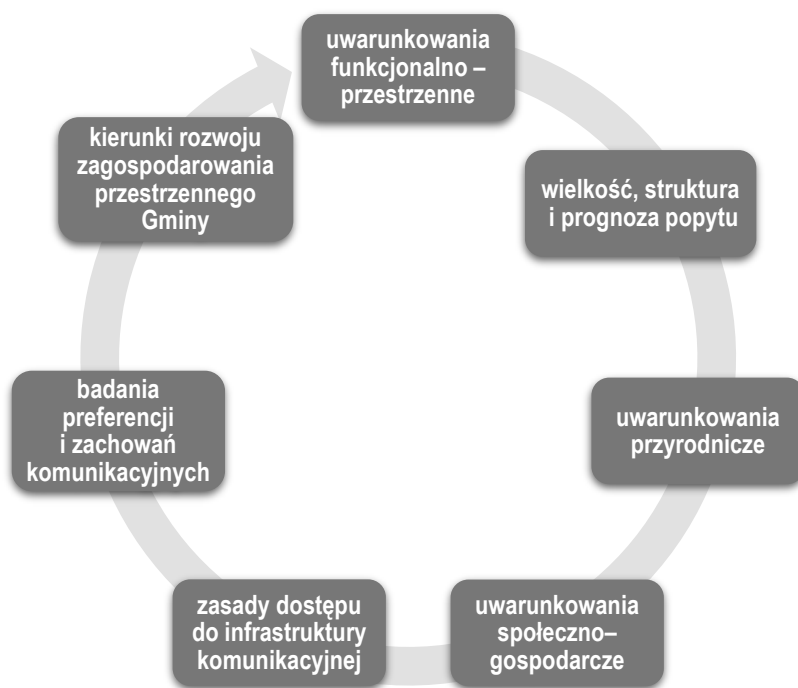 uwarunkowania
funkcjonalno –
przestrzenne
wielkość, struktura
i prognoza popytu
uwarunkowania
przyrodnicze
uwarunkowania
społeczno–
gospodarcze
zasady dostępu
do infrastruktury
komunikacyjnej
badania
preferencji
i zachowań
komunikacyjnych
kierunki rozwoju
zagospodarowania
przestrzennego
Gminy